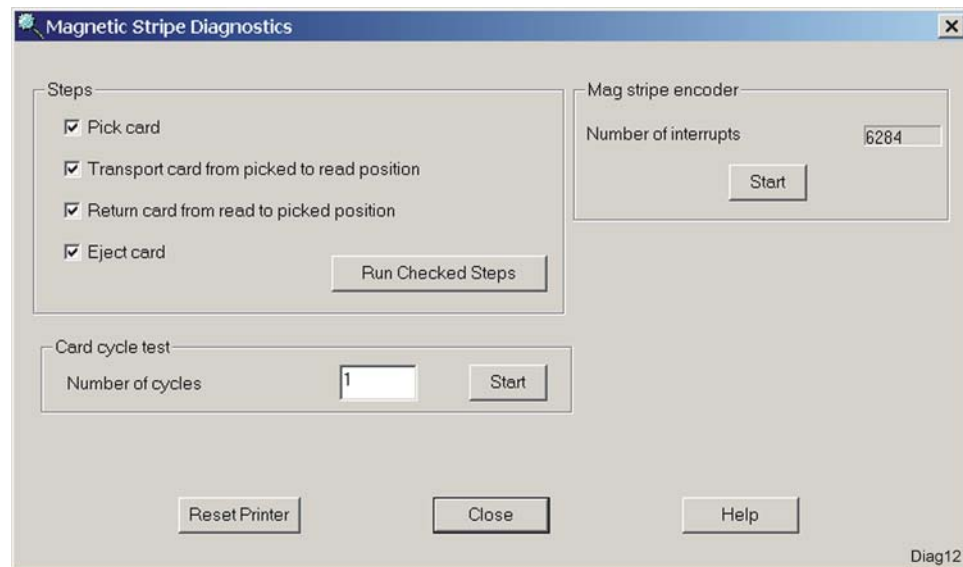 Magnetic Stripe Diagnostics
Steps
Pick card
Transport card from picked to read position
Return card from read to picked position
Eject card
Run Checked Steps
Mag stripe encoder
Number of interrupts 6284
Start
Card cycle test
Number of cycles 1 Start
Reset Printer Close Help
Diag12